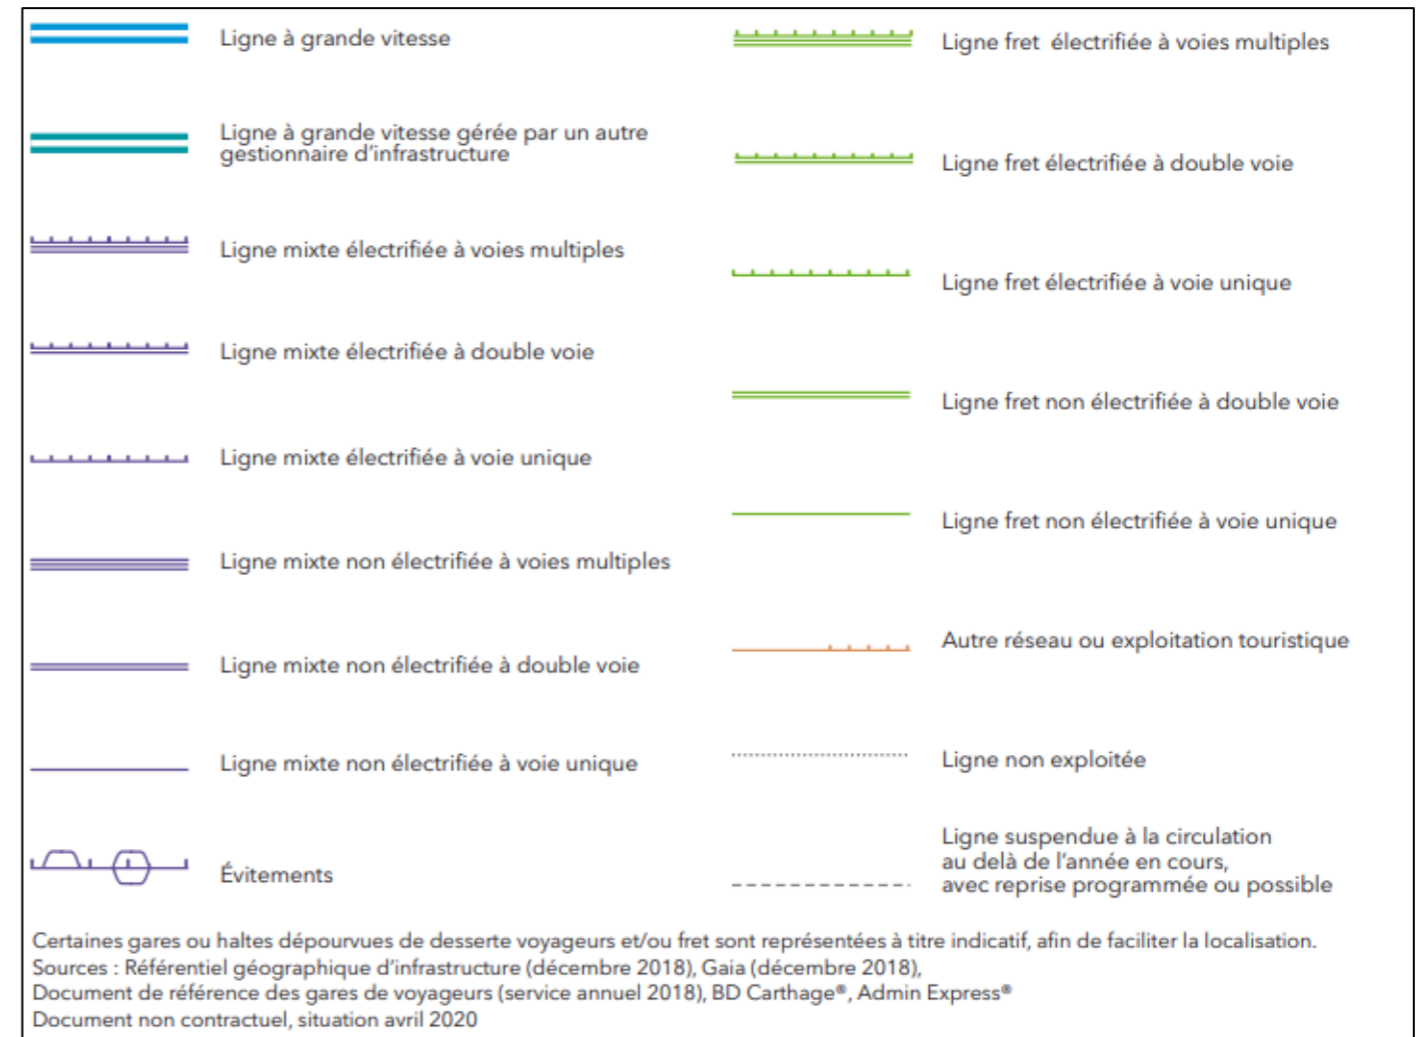 Ligne à grande vitesse
Ligne à grande vitesse gérée par un autre
gestionnaire d'infrastructure
Ligne mixte électrifiée à voies multiples
Ligne mixte électrifiée à double voie
Ligne mixte électrifiée à voie unique
Ligne mixte non électrifiée à voies multiples
Ligne mixte non électrifiée à double voie
Ligne mixte non électrifiée à voie unique
Évitements
Ligne fret électrifiée à voies multiples
Ligne fret électrifiée à double voie
Ligne fret électrifiée à voie unique
Ligne fret non électrifiée à double voie
Ligne fret non électrifiée à voie unique
Autre réseau ou exploitation touristique
Ligne non exploitée
Ligne suspendue à la circulation
au delà de l'année en cours,
avec reprise programmée ou possible
Certaines gares ou haltes dépourvues de desserte voyageurs et/ou fret sont représentées à titre indicatif, afin de faciliter la localisation.
Sources : Référentiel géographique d'infrastructure (décembre 2018), Gaia (décembre 2018),
Document de référence des gares de voyageurs (service annuel 2018), BD Carthage®, Admin Express®
Document non contractuel, situation avril 2020